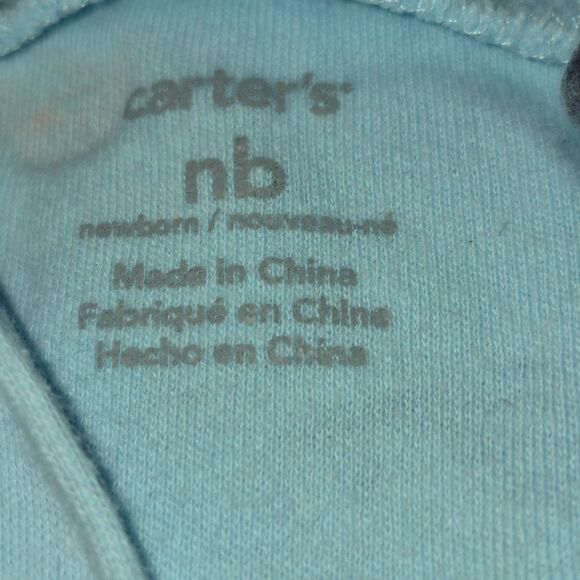 carter's
nb
newborn / nouveau-né
Made in China
Fabriqué en Chine
Hecho en China